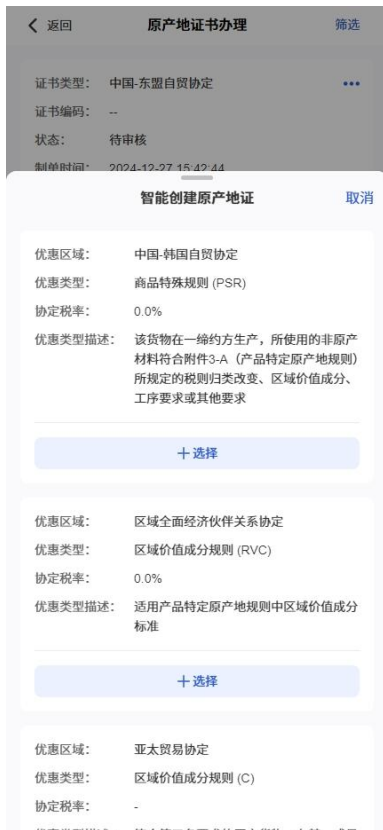 返回 原产地证书办理 筛选
证书类型： 中国-东盟自贸协定
证书编码： --
状态： 待审核
制单时间： 2024-12-27 15:42:44
智能创建原产地证 取消
优惠区域： 中国-韩国自贸协定
优惠类型： 商品特殊规则 (PSR)
协定税率： 0.0%
优惠类型描述： 该货物在一缔约方生产，所使用的非原产
材料符合附件3-A（产品特定原产地规则）
所规定的税则归类改变、区域价值成分、
工序要求或其他要求
＋选择
优惠区域： 区域全面经济伙伴关系协定
优惠类型： 区域价值成分规则 (RVC)
协定税率： 0.0%
优惠类型描述： 适用产品特定原产地规则中区域价值成分
标准
＋选择
优惠区域： 亚太贸易协定
优惠类型： 区域价值成分规则 (C)
协定税率： -